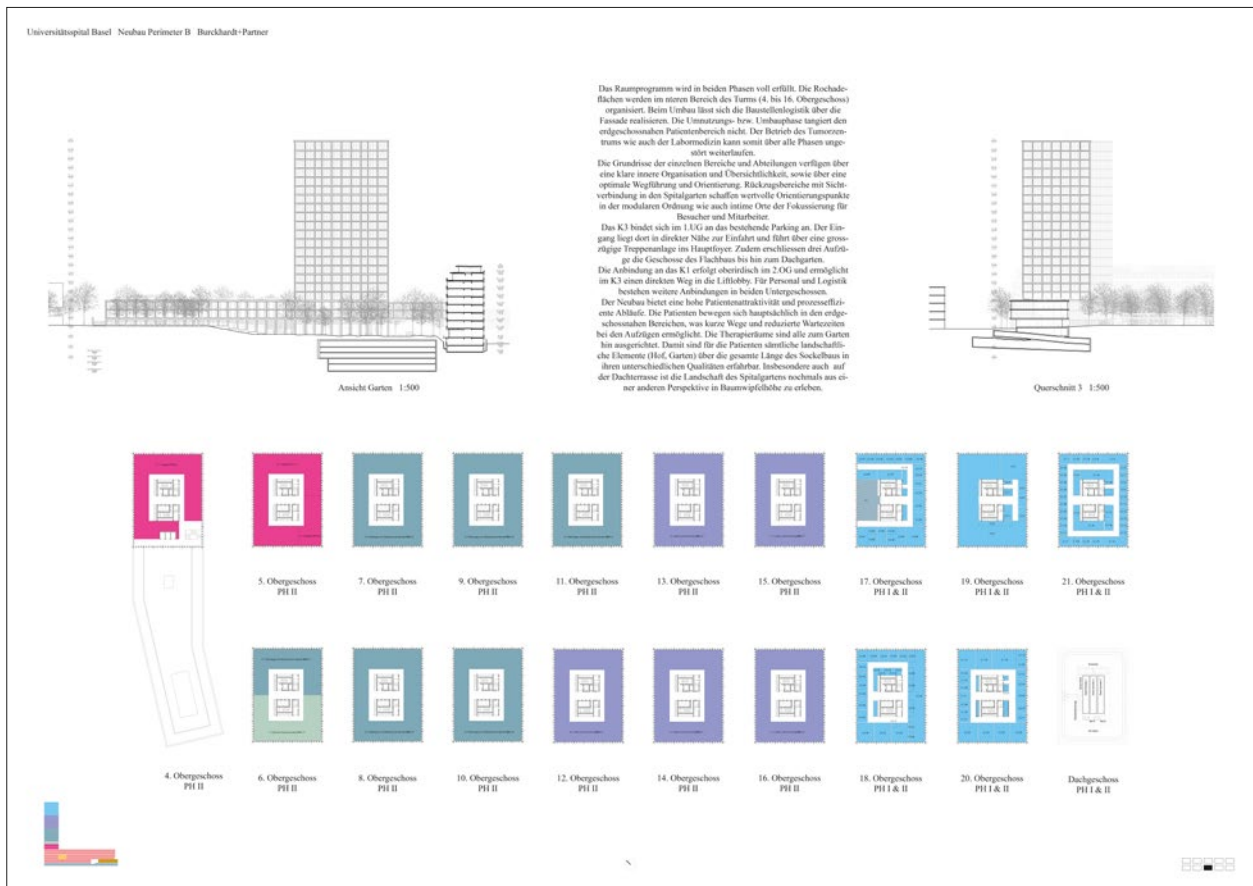 Universitätsspital Basel Neubau Perimeter B Burckhardt+Partner
Das Raumprogramm wird in beiden Phasen voll erfüllt. Die Rochade-
flächen werden im nteren Bereich des Turms (4. bis 16. Obergeschoss)
organisiert. Beim Umbau lässt sich die Baustellenlogistik über die
Fassade realisieren. Die Umnutzungs- bzw. Umbauphase tangiert den
erdgeschossnahen Patientenbereich nicht. Der Betrieb des Tumorzen-
trums wie auch der Labormedizin kann somit über alle Phasen unge-
stört weiterlaufen.
Die Grundrisse der einzelnen Bereiche und Abteilungen verfügen über
eine klare innere Organisation und Übersichtlichkeit, sowie über eine
optimale Wegführung und Orientierung. Rückzugsbereiche mit Sicht-
verbindung in den Spitalgarten schaffen wertvolle Orientierungspunkte
in der modularen Ordnung wie auch intime Orte der Fokussierung für
Besucher und Mitarbeiter.
Das K3 bindet sich im 1.UG an das bestehende Parking an. Der Ein-
gang liegt dort in direkter Nähe zur Einfahrt und führt über eine gross-
zügige Treppenanlage ins Hauptfoyer. Zudem erschliessen drei Aufzü-
ge die Geschosse des Flachbaus bis hin zum Dachgarten.
Die Anbindung an das K1 erfolgt oberirdisch im 2.OG und ermöglicht
im K3 einen direkten Weg in die Liftlobby. Für Personal und Logistik
bestehen weitere Anbindungen in beiden Untergeschossen.
Der Neubau bietet eine hohe Patientenattraktivität und prozesseffizi-
ente Abläufe. Die Patienten bewegen sich hauptsächlich in den erdge-
schossnahen Bereichen, was kurze Wege und reduzierte Wartezeiten
bei den Aufzügen ermöglicht. Die Therapieräume sind alle zum Garten
hin ausgerichtet. Damit sind für die Patienten sämtliche landschaftli-
che Elemente (Hof, Garten) über die gesamte Länge des Sockelbaus in
ihren unterschiedlichen Qualitäten erfahrbar. Insbesondere auch auf
der Dachterrasse ist die Landschaft des Spitalgartens nochmals aus ei-
ner anderen Perspektive in Baumwipfelhöhe zu erleben.
Ansicht Garten 1:500
Querschnitt 3 1:500
5. Obergeschoss
PH II
7. Obergeschoss
PH II
9. Obergeschoss
PH II
11. Obergeschoss
PH II
13. Obergeschoss
PH II
15. Obergeschoss
PH II
17. Obergeschoss
PH I & II
19. Obergeschoss
PH I & II
21. Obergeschoss
PH I & II
4. Obergeschoss
PH II
6. Obergeschoss
PH II
8. Obergeschoss
PH II
10. Obergeschoss
PH II
12. Obergeschoss
PH II
14. Obergeschoss
PH II
16. Obergeschoss
PH II
18. Obergeschoss
PH I & II
20. Obergeschoss
PH I & II
Dachgeschoss
PH I & II